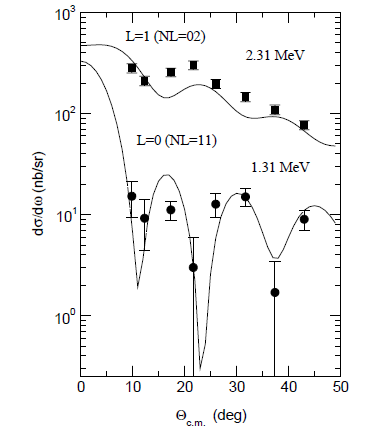 10³
L=1 (NL=02)
2.31 MeV
10²
L=0 (NL=11)
1.31 MeV
dσ/dω (nb/sr)
10¹
10⁰
0 10 20 30 40 50
Θc.m. (deg)